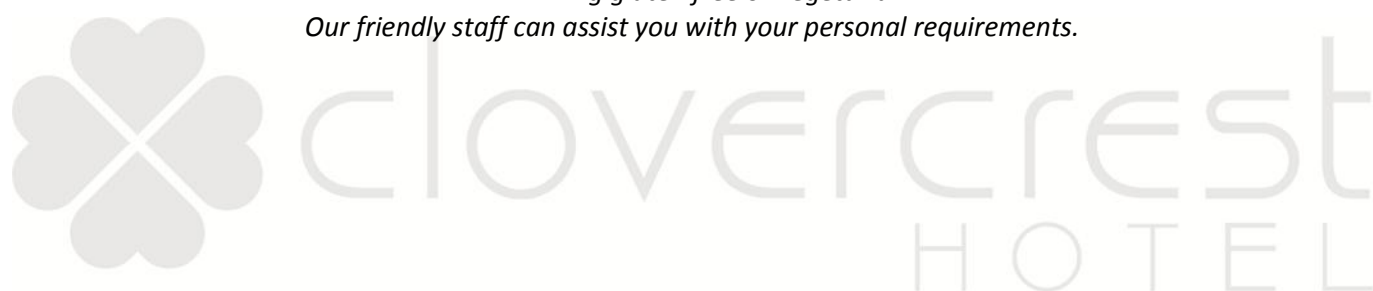 Our friendly staff can assist you with your personal requirements.
clovercrest
HOTEL